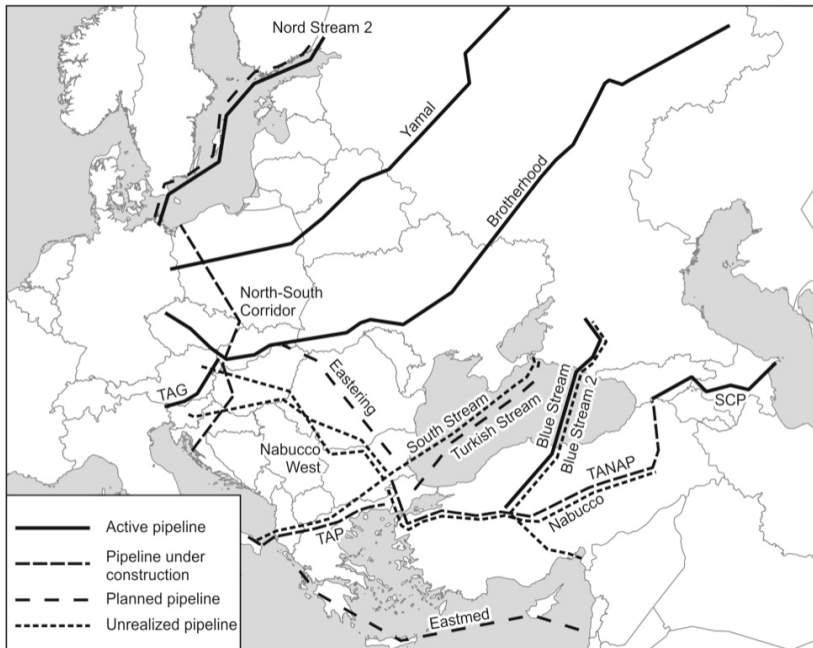 Nord Stream 2
Yamal
Brotherhood
North-South
Corridor
TAG
Eastering
Nabucco
West
South Stream
Turkish Stream
Blue Stream
Blue Stream 2
SCP
TANAP
Nabucco
TAP
Eastmed
Active pipeline
Pipeline under
construction
Planned pipeline
Unrealized pipeline